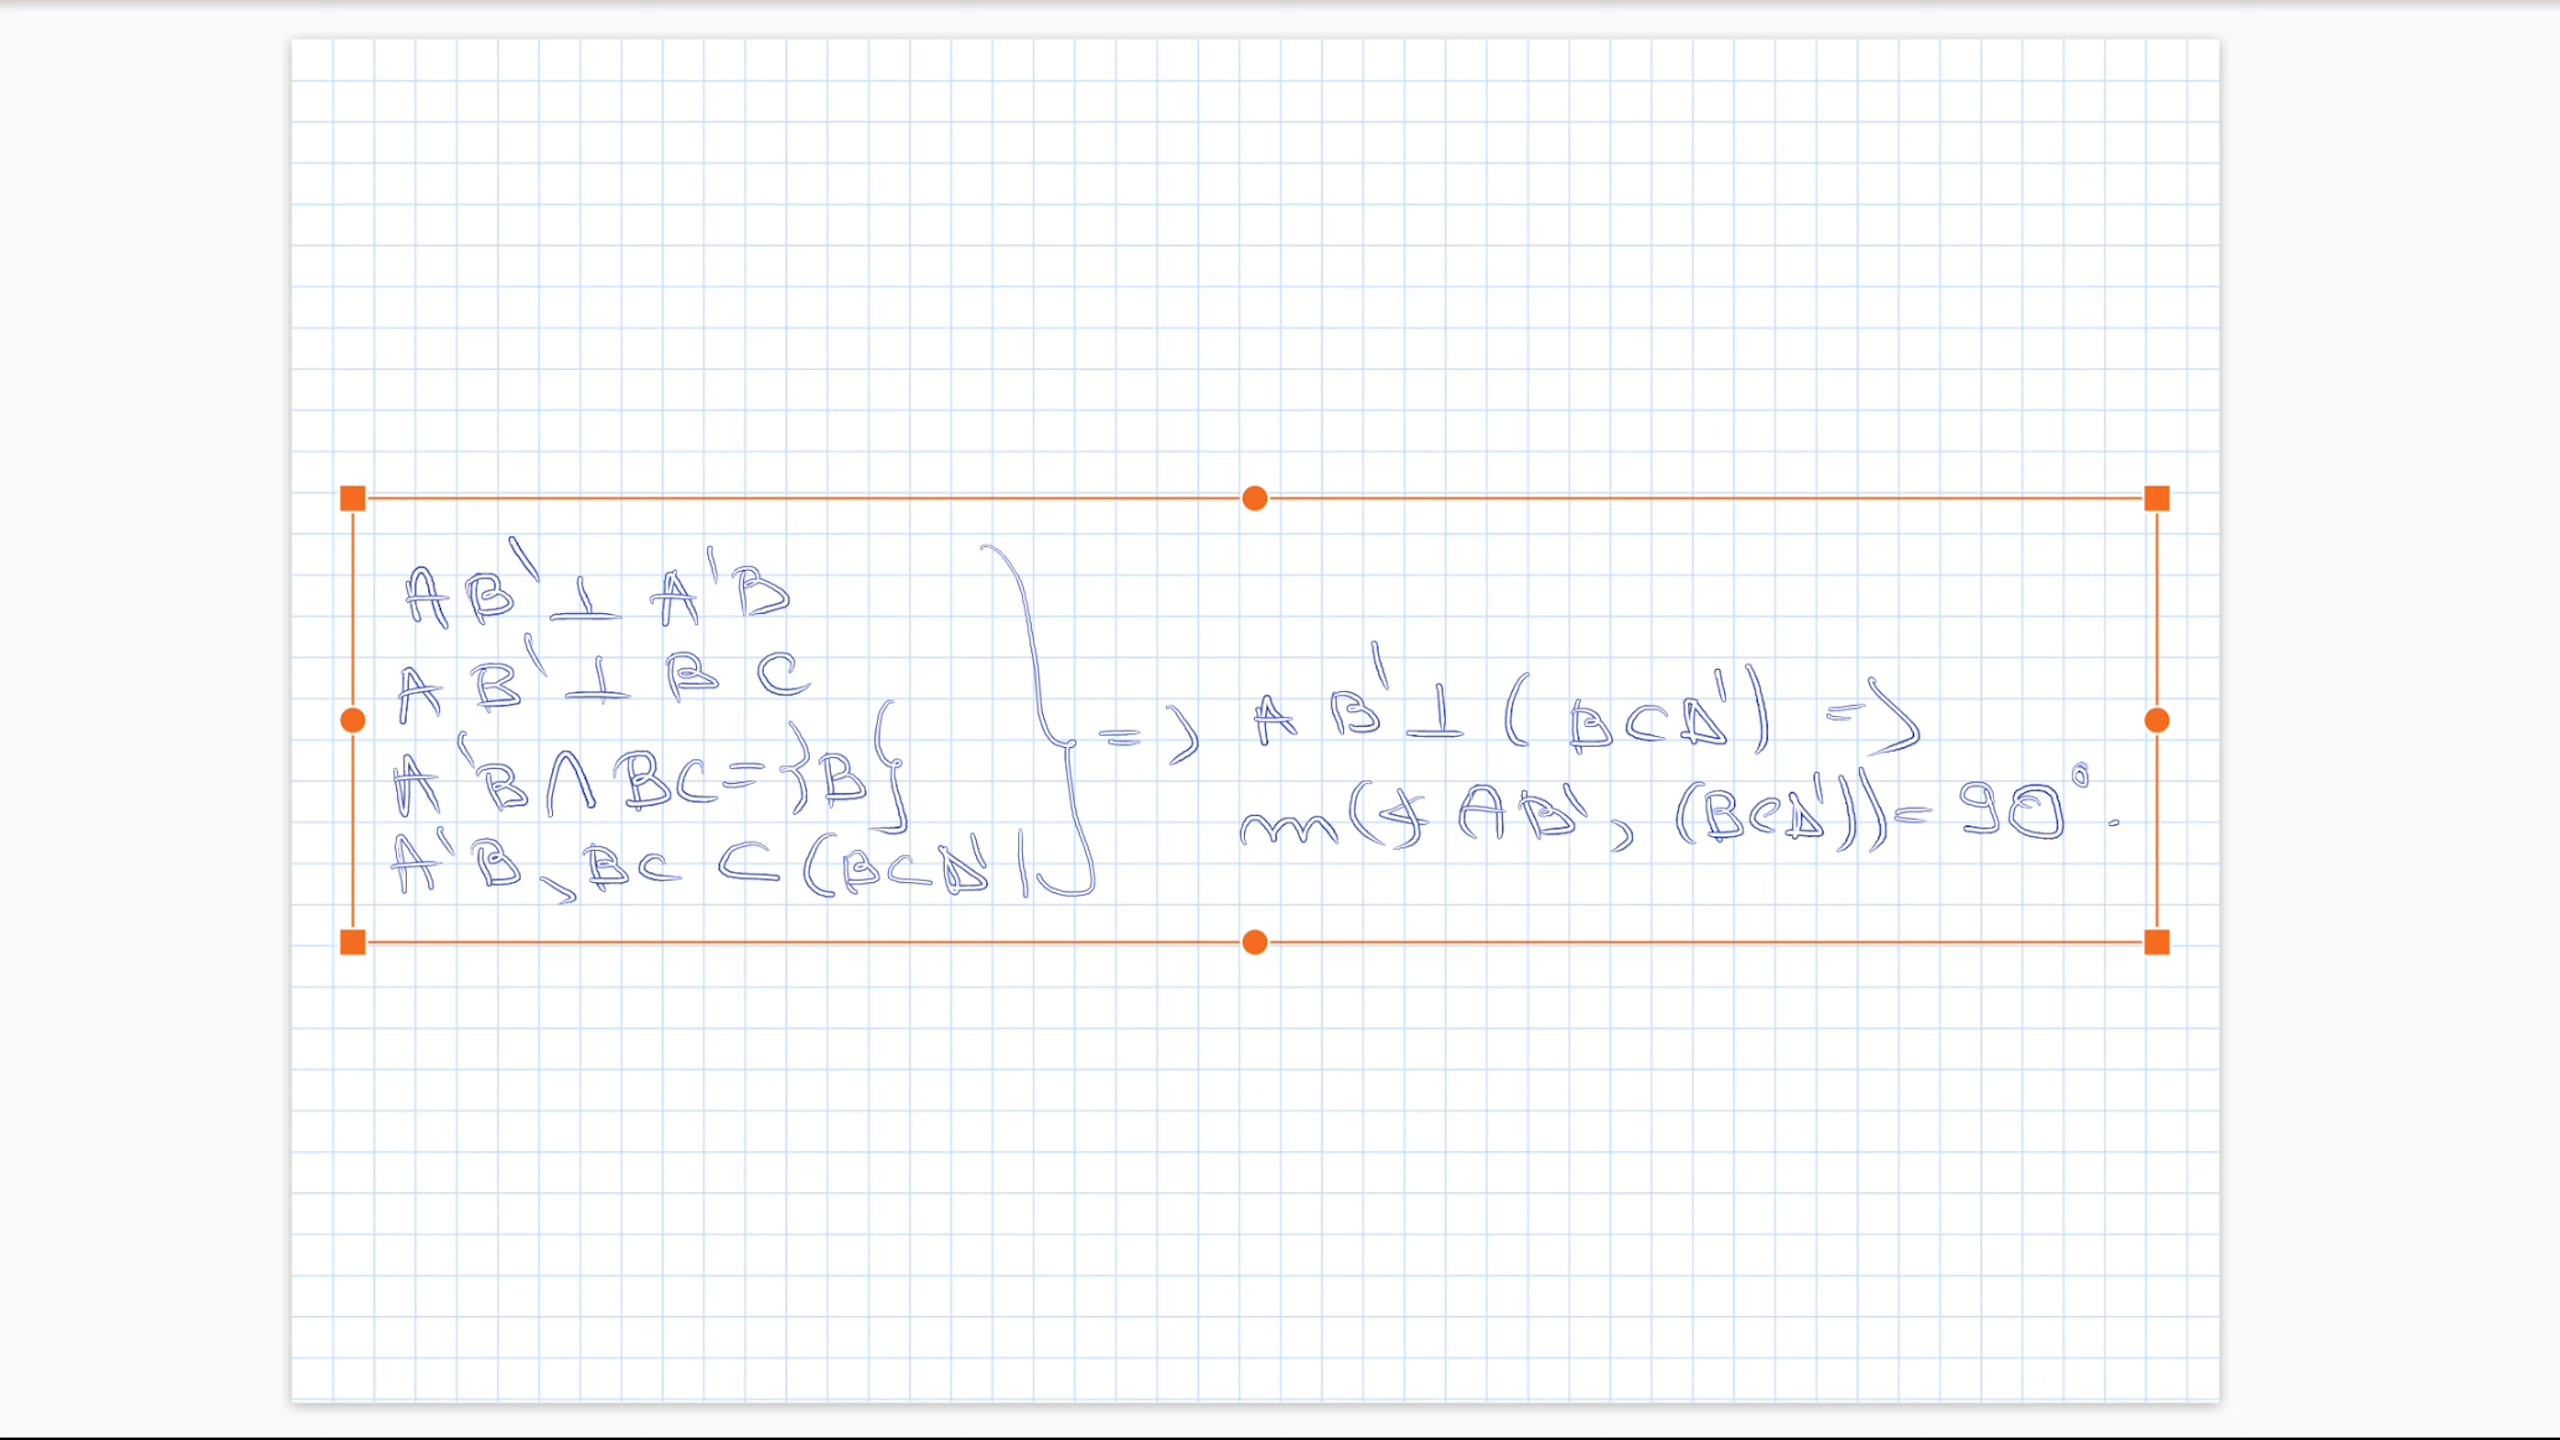 AB' ⊥ A'B
AB' ⊥ BC
A'B ∩ BC = }B{
A'B, BC ⊂ (BCD')
} => AB' ⊥ (BCD') =>
m(∢ AB', (BCD')) = 90°.